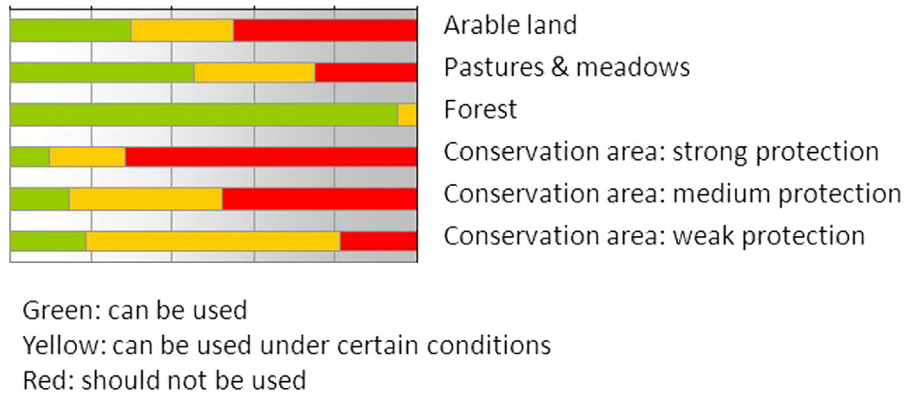 Arable land
Pastures & meadows
Forest
Conservation area: strong protection
Conservation area: medium protection
Conservation area: weak protection
Green: can be used
Yellow: can be used under certain conditions
Red: should not be used